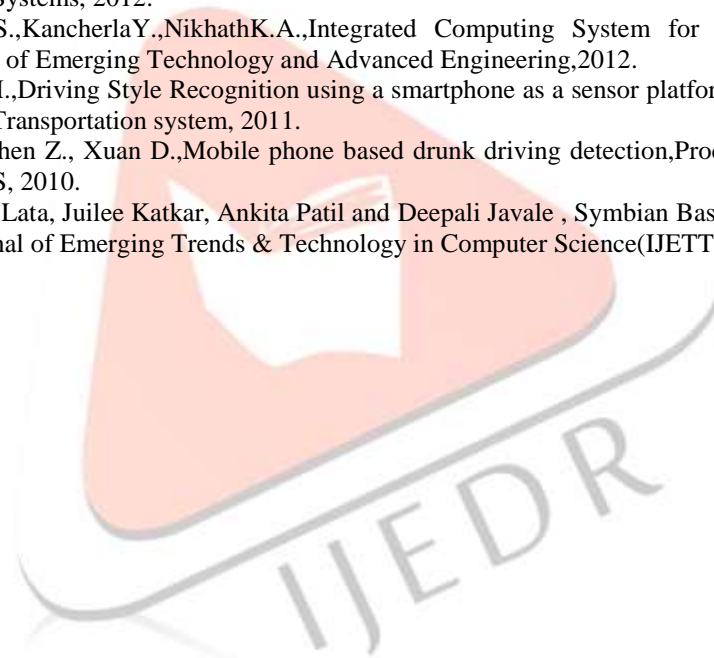 Systems, 2012.
S.,KancherlaY.,NikhathK.A.,Integrated Computing System for
of Emerging Technology and Advanced Engineering,2012.
I.,Driving Style Recognition using a smartphone as a sensor platfor
Transportation system, 2011.
hen Z., Xuan D.,Mobile phone based drunk driving detection,Proc
S, 2010.
Lata, Juilee Katkar, Ankita Patil and Deepali Javale , Symbian Bas
nal of Emerging Trends & Technology in Computer Science(IJETT
IJEDR